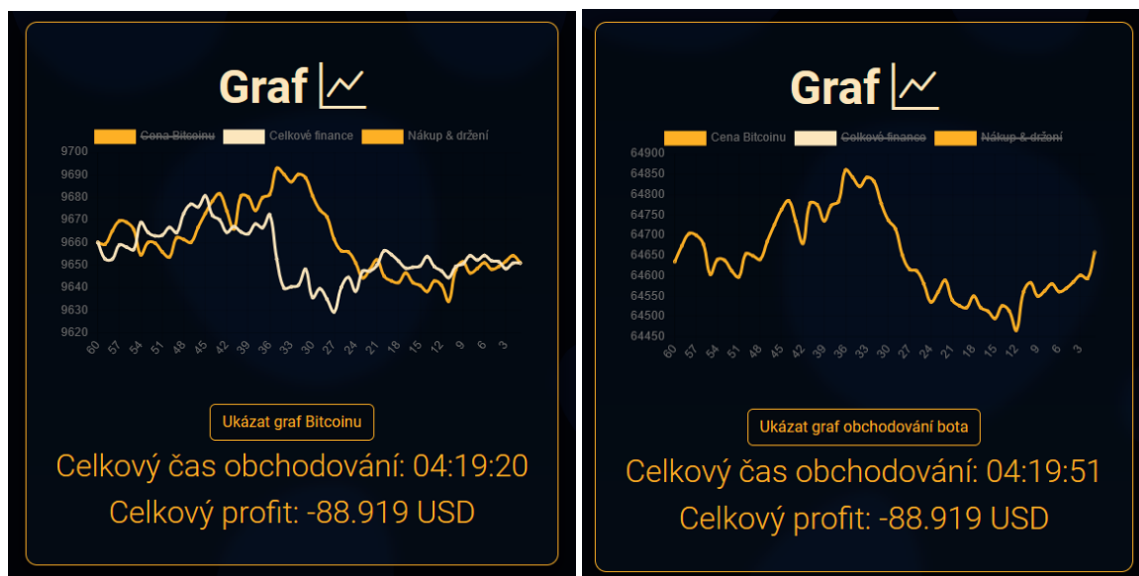 Graf
Cena Bitcoinu Celkové finance Nákup & držení
9700
9690
9680
9670
9660
9650
9640
9630
9620
60 57 54 51 48 45 42 39 36 33 30 27 24 21 18 15 12 9 6 3
Ukázat graf Bitcoinu
Celkový čas obchodování: 04:19:20
Celkový profit: -88.919 USD
Graf
Cena Bitcoinu Celkové finance Nákup & držení
64900
64850
64800
64750
64700
64650
64600
64550
64500
64450
60 57 54 51 48 45 42 39 36 33 30 27 24 21 18 15 12 9 6 3
Ukázat graf obchodování bota
Celkový čas obchodování: 04:19:51
Celkový profit: -88.919 USD